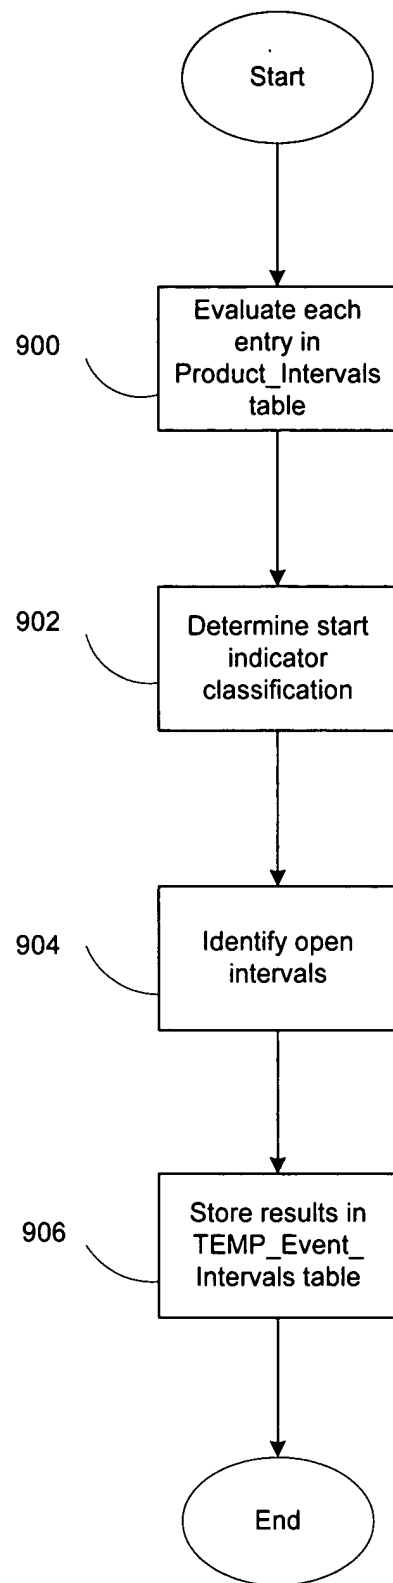 Start
900
Evaluate each
entry in
Product_Intervals
table
902
Determine start
indicator
classification
904
Identify open
intervals
906
Store results in
TEMP_Event_
Intervals table
End